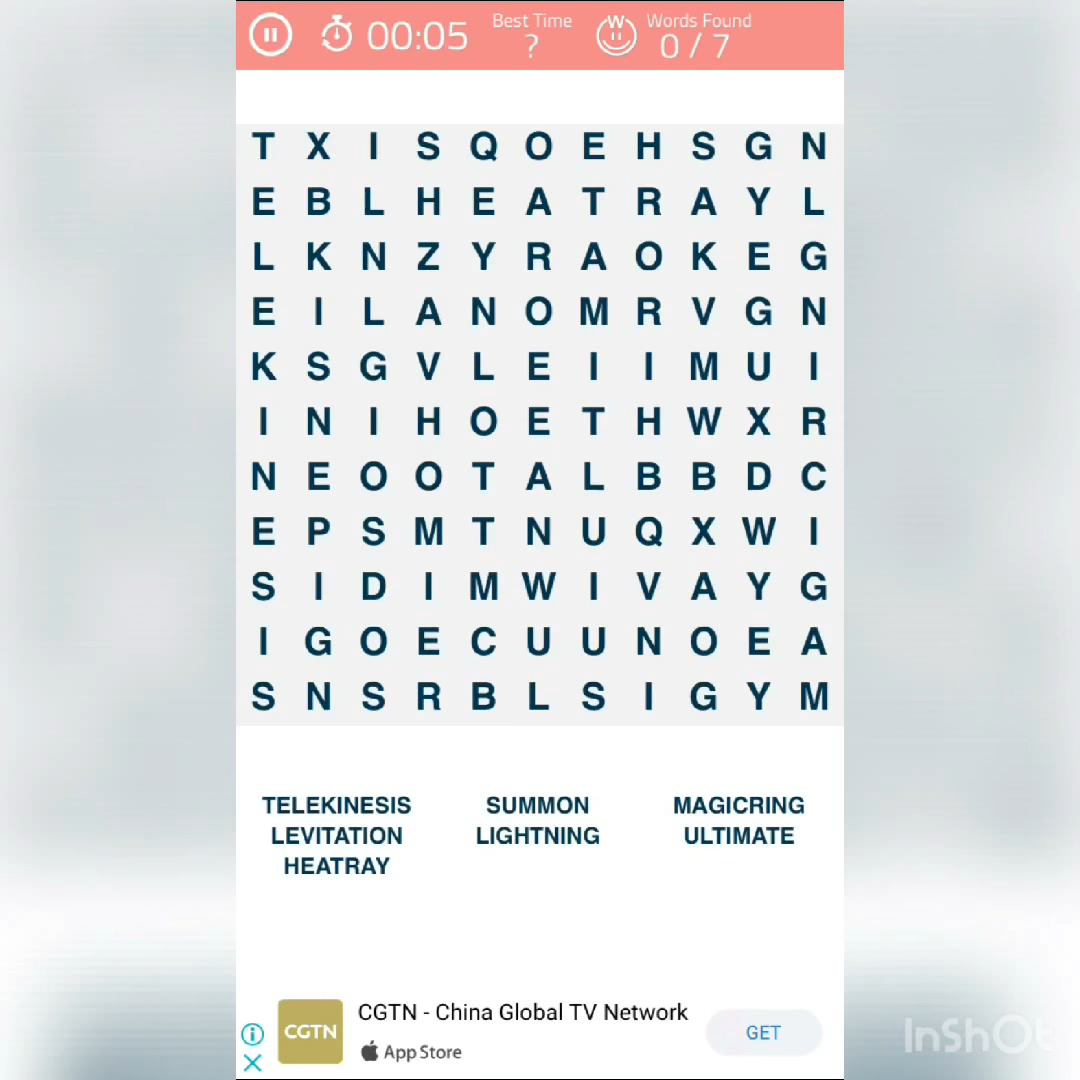 00:05
Best Time
?
W
Words Found
0 / 7
T X I S Q O E H S G N
E B L H E A T R A Y L
L K N Z Y R A O K E G
E I L A N O M R V G N
K S G V L E I I M U I
I N I H O E T H W X R
N E O O T A L B B D C
E P S M T N U Q X W I
S I D I M W I V A Y G
I G O E C U U N O E A
S N S R B L S I G Y M
TELEKINESIS SUMMON MAGICRING
LEVITATION LIGHTNING ULTIMATE
HEATRAY
CGTN
CGTN - China Global TV Network
App Store
GET
InShOt